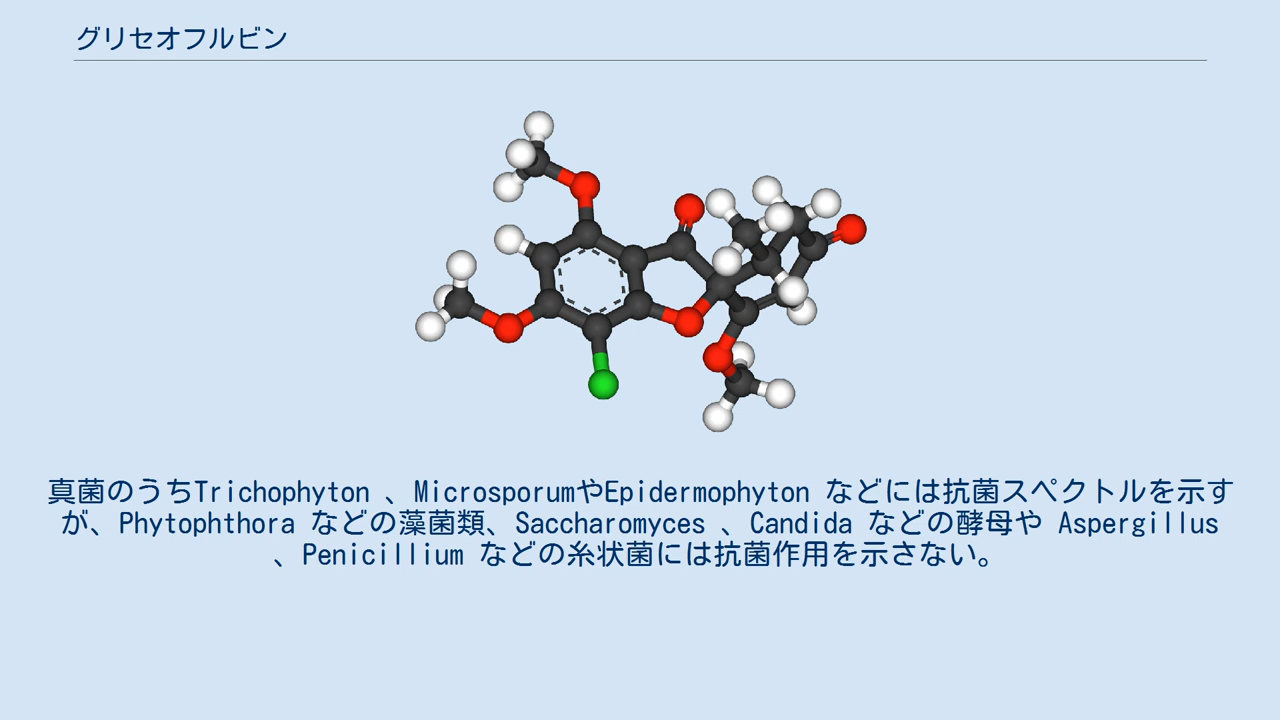 グリセオフルビン
真菌のうちTrichophyton 、MicrosporumやEpidermophyton などには抗菌スペクトルを示す
が、Phytophthora などの藻菌類、Saccharomyces 、Candida などの酵母や Aspergillus
、Penicillium などの糸状菌には抗菌作用を示さない。